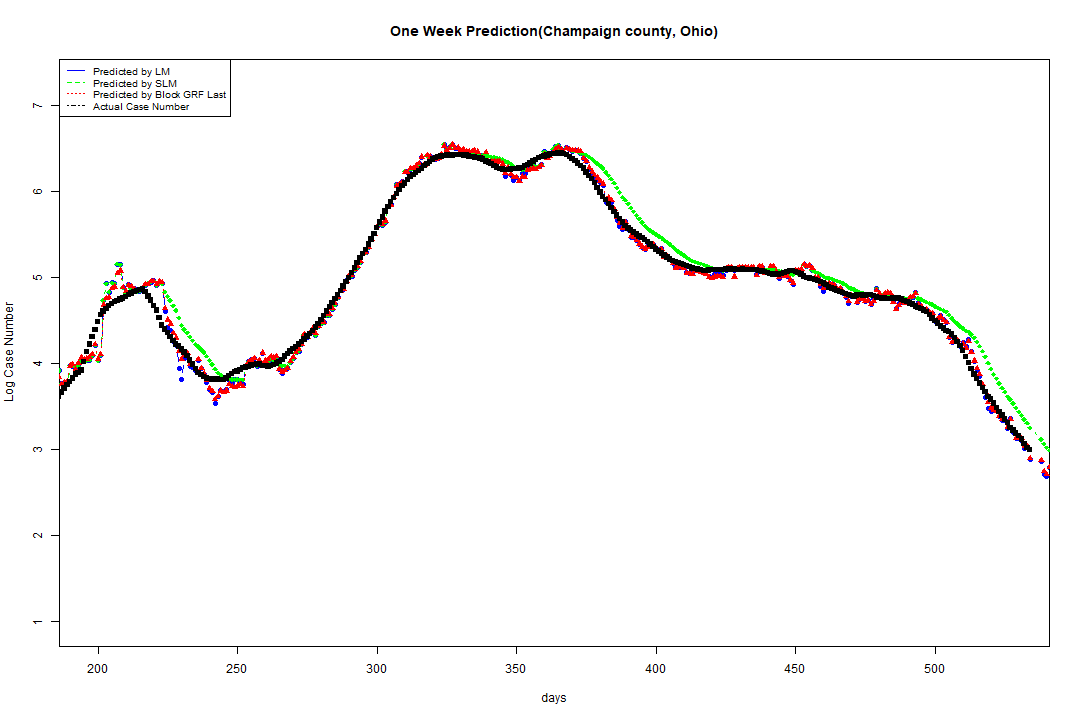 One Week Prediction(Champaign county, Ohio)
Predicted by LM
Predicted by SLM
Predicted by Block GRF Last
Actual Case Number
7
6
5
4
3
2
1
Log Case Number
200 250 300 350 400 450 500
days